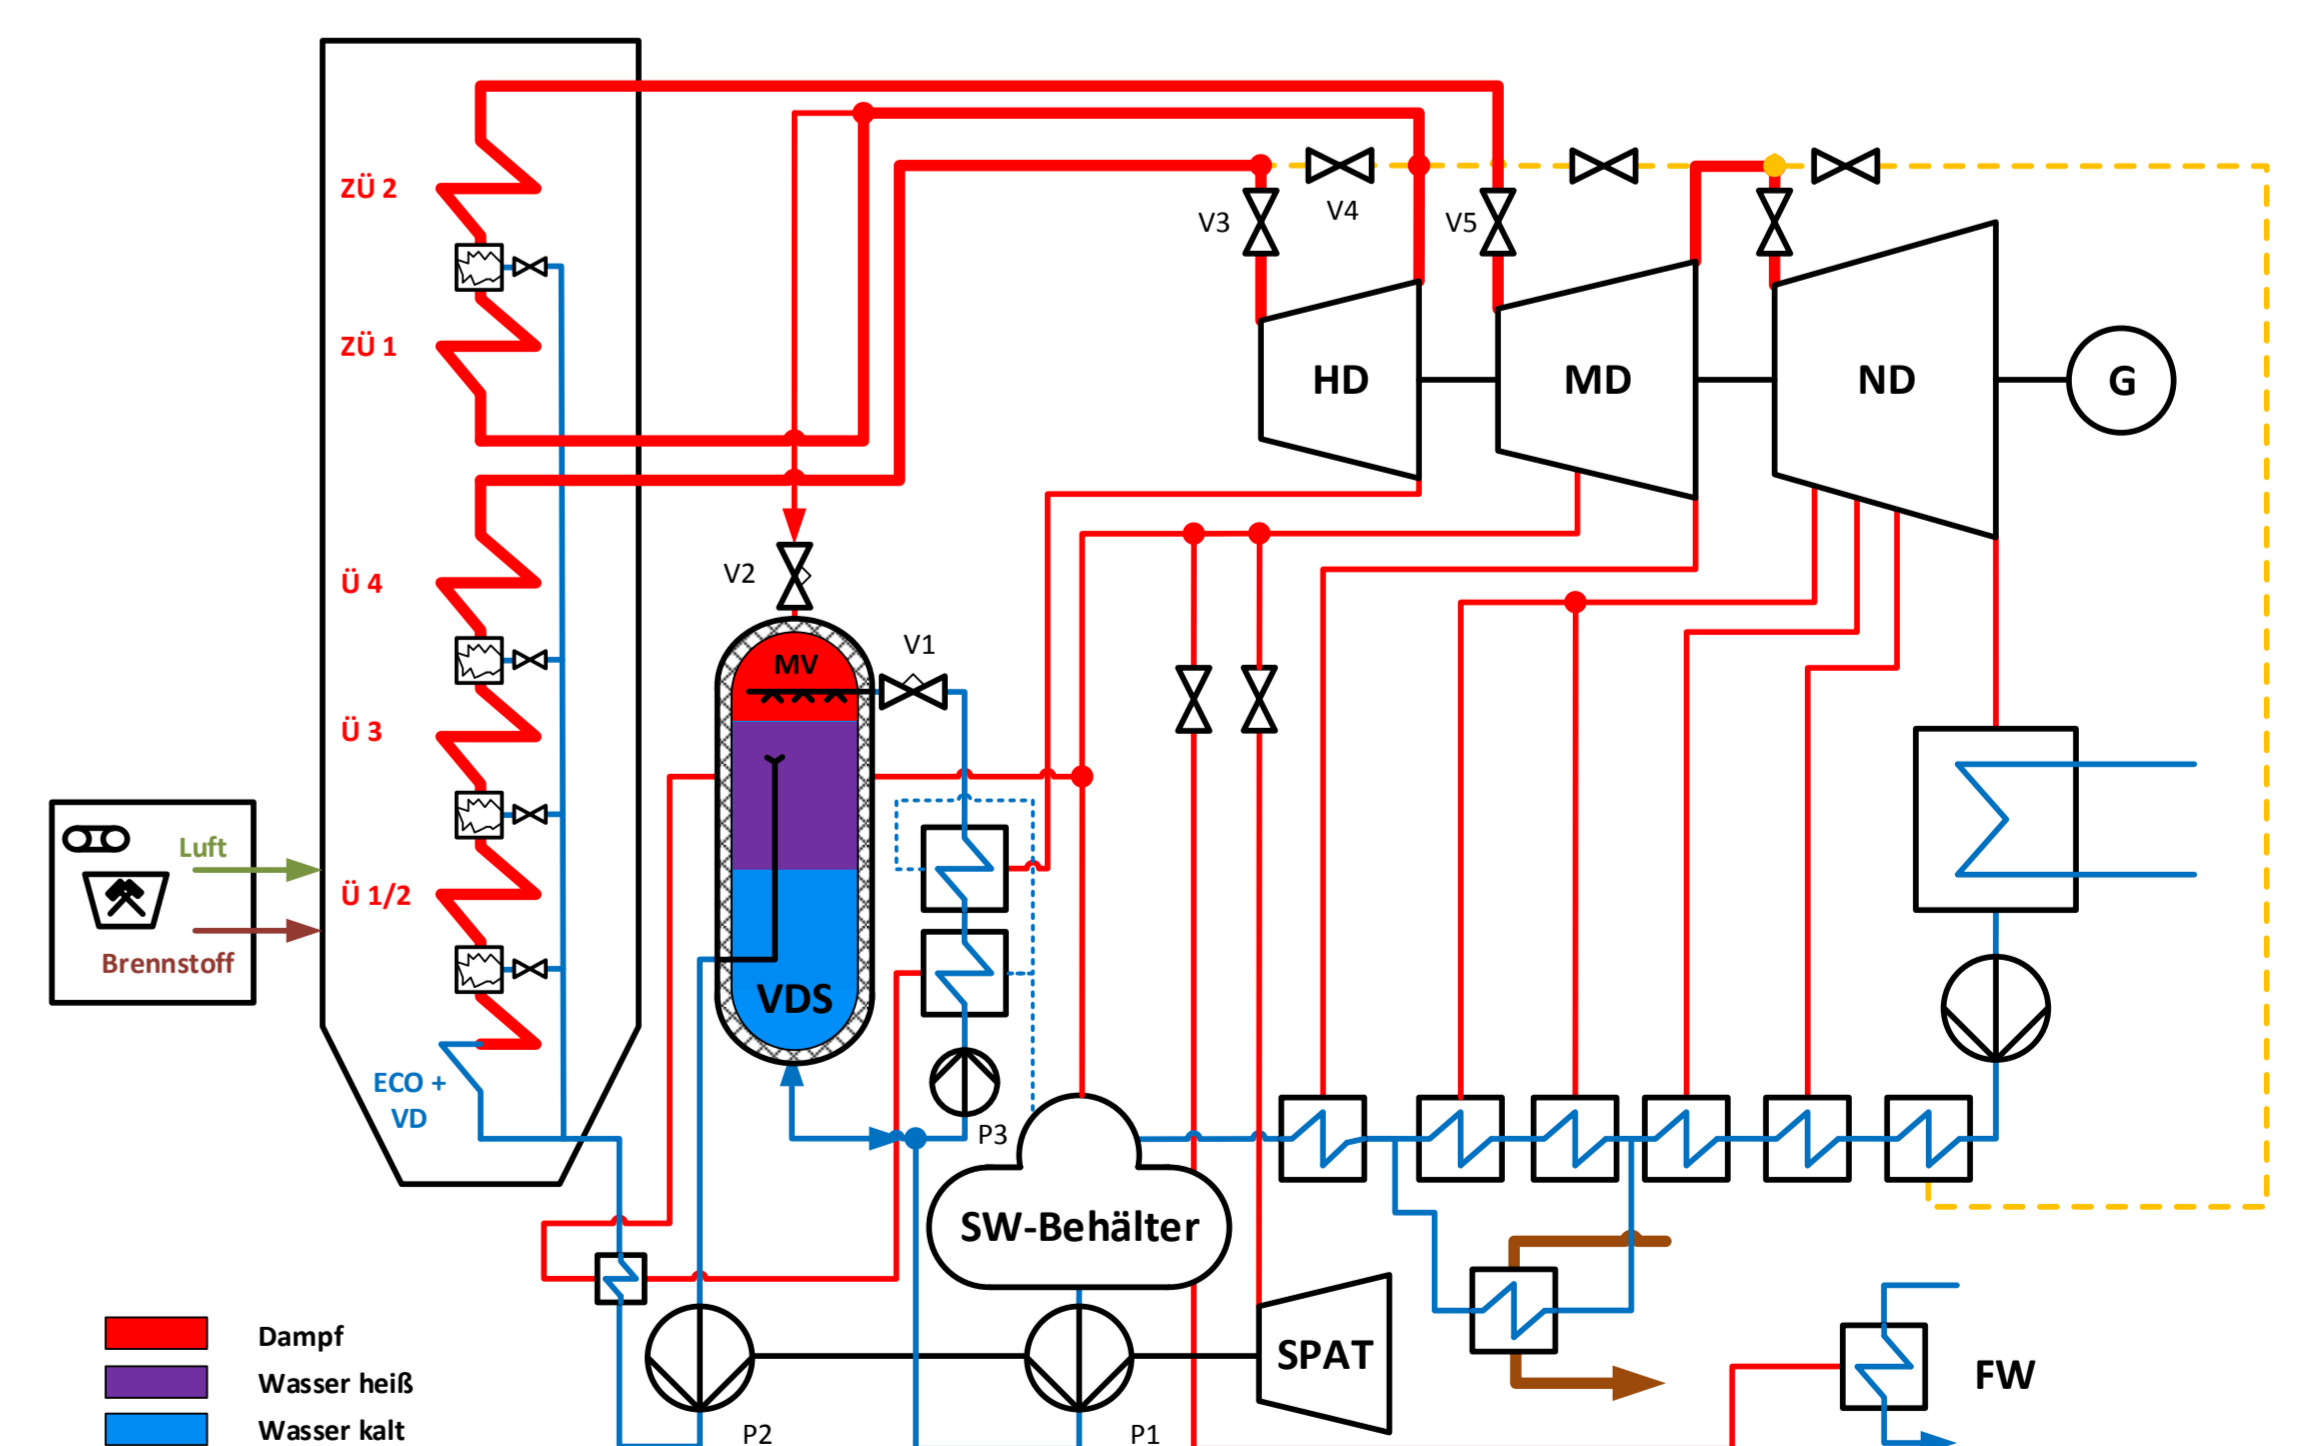 ZÜ 2
V3
V4
V5
ZÜ 1
HD
MD
ND
G
Ü 4
V2
V1
MV
Ü 3
Luft
Ü 1/2
Brennstoff
VDS
ECO +
VD
P3
SW-Behälter
Dampf
SPAT
FW
Wasser heiß
Wasser kalt
P2
P1